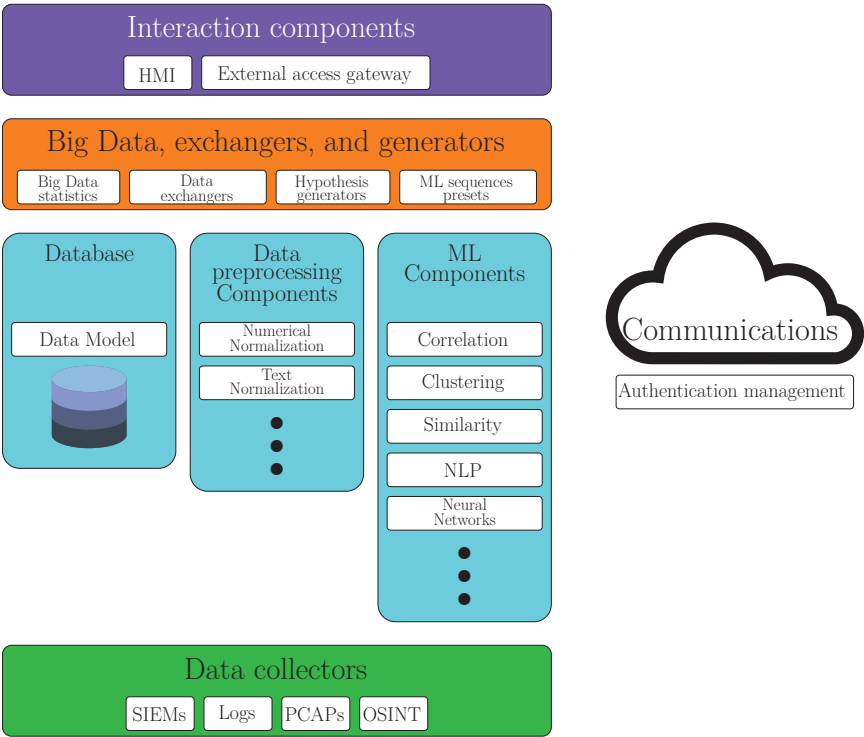 Interaction components
HMI
External access gateway
Big Data, exchangers, and generators
Big Data
statistics
Data
exchangers
Hypothesis
generators
ML sequences
presets
Database
Data Model
Data
preprocessing
Components
Numerical
Normalization
Text
Normalization
ML
Components
Correlation
Clustering
Similarity
NLP
Neural
Networks
Communications
Authentication management
Data collectors
SIEMs
Logs
PCAPs
OSINT